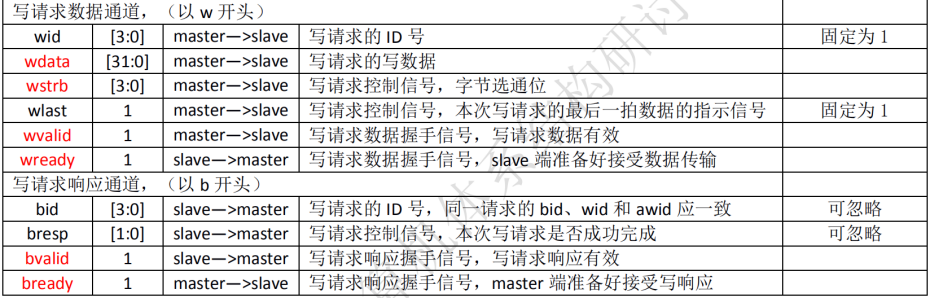 写请求数据通道，（以 w 开头）
wid [3:0] master—>slave 写请求的 ID 号 固定为 1
wdata [31:0] master—>slave 写请求的写数据
wstrb [3:0] master—>slave 写请求控制信号，字节选通位
wlast 1 master—>slave 写请求控制信号，本次写请求的最后一拍数据的指示信号 固定为 1
wvalid 1 master—>slave 写请求数据握手信号，写请求数据有效
wready 1 slave—>master 写请求数据握手信号，slave 端准备好接受数据传输
写请求响应通道，（以 b 开头）
bid [3:0] slave—>master 写请求的 ID 号，同一请求的 bid、wid 和 awid 应一致 可忽略
bresp [1:0] slave—>master 写请求控制信号，本次写请求是否成功完成 可忽略
bvalid 1 slave—>master 写请求响应握手信号，写请求响应有效
bready 1 master—>slave 写请求响应握手信号，master 端准备好接受写响应